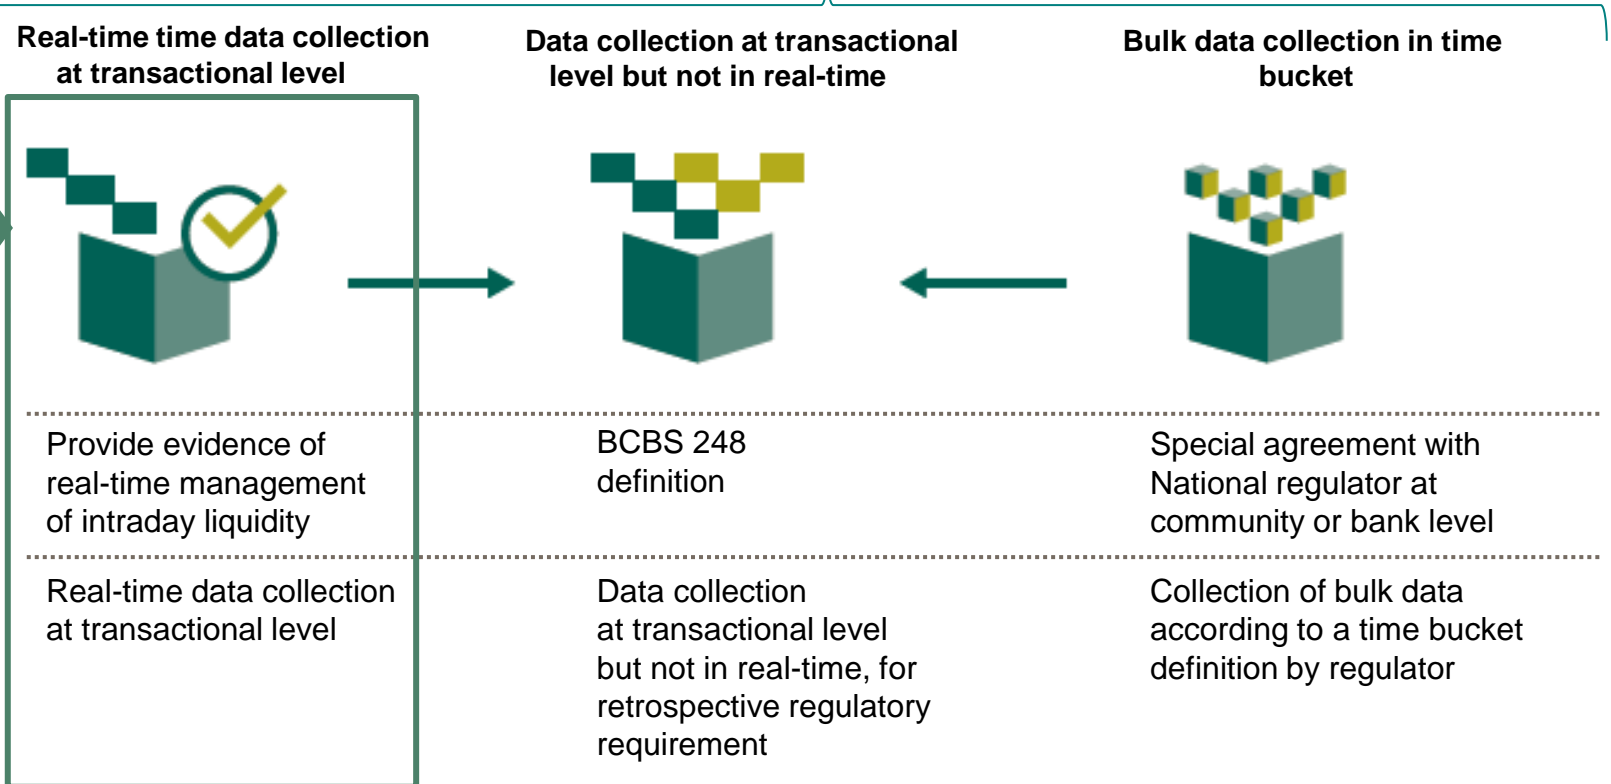 Real-time time data collection
at transactional level
Data collection at transactional
level but not in real-time
Bulk data collection in time
bucket
Provide evidence of
real-time management
of intraday liquidity
BCBS 248
definition
Special agreement with
National regulator at
community or bank level
Real-time data collection
at transactional level
Data collection
at transactional level
but not in real-time, for
retrospective regulatory
requirement
Collection of bulk data
according to a time bucket
definition by regulator